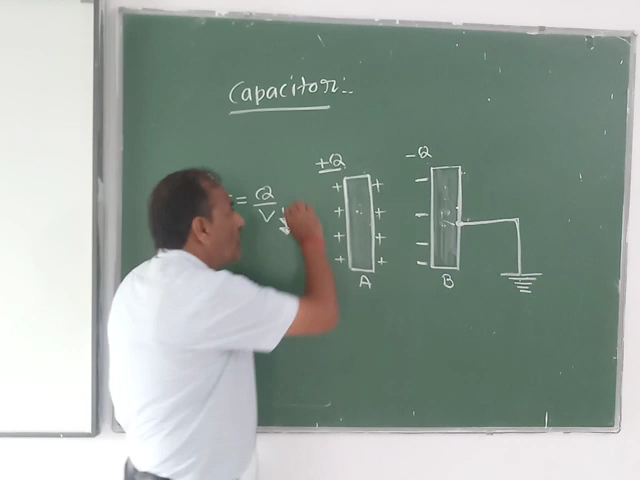 Capacitor:-
+Q -Q
= Q/V
+ + -
+ + -
+ + -
+ + -
A B